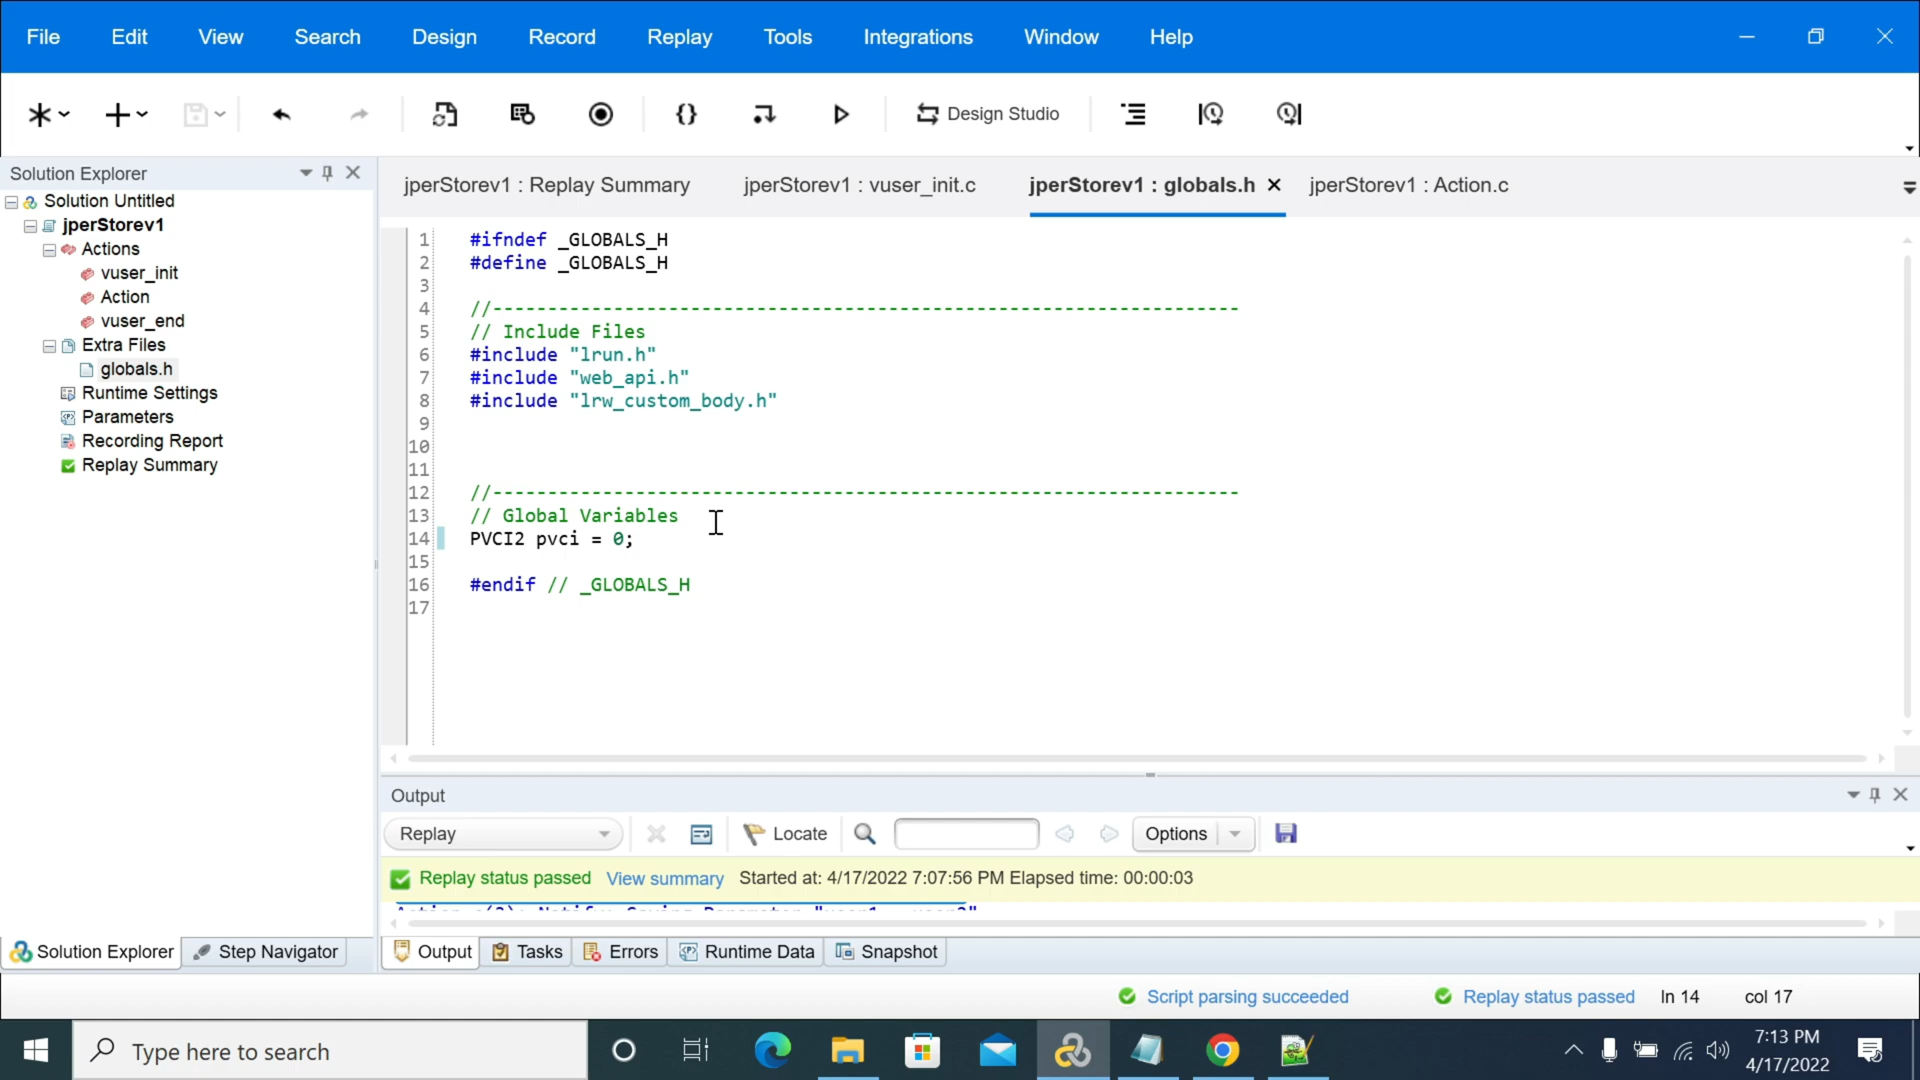 File Edit View Search Design Record Replay Tools Integrations Window Help
Design Studio
Solution Explorer
Solution Untitled
jperStorev1
Actions
vuser_init
Action
vuser_end
Extra Files
globals.h
Runtime Settings
Parameters
Recording Report
Replay Summary
jperStorev1 : Replay Summary jperStorev1 : vuser_init.c jperStorev1 : globals.h jperStorev1 : Action.c
1 #ifndef _GLOBALS_H
2 #define _GLOBALS_H
3
4 //--------------------------------------------------------------------
5 // Include Files
6 #include "lrun.h"
7 #include "web_api.h"
8 #include "lrw_custom_body.h"
9
10
11
12 //--------------------------------------------------------------------
13 // Global Variables
14 PVCI2 pvci = 0;
15
16 #endif // _GLOBALS_H
17
Output
Replay Locate Options
Replay status passed View summary Started at: 4/17/2022 7:07:56 PM Elapsed time: 00:00:03
Solution Explorer Step Navigator Output Tasks Errors Runtime Data Snapshot
Script parsing succeeded Replay status passed ln 14 col 17
Type here to search
7:13 PM
4/17/2022